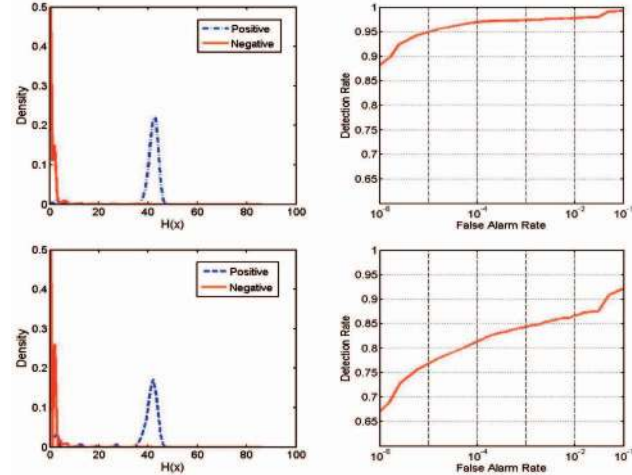 0.5
0.4
0.3
0.2
0.1
0
Density
Positive
Negative
0 20 40 60 80 100
H(x)
1
0.95
0.9
0.85
0.8
0.75
0.7
0.65
Detection Rate
10⁻⁶ 10⁻⁴ 10⁻² 10⁻¹
False Alarm Rate
0.5
0.4
0.3
0.2
0.1
0
Density
Positive
Negative
0 20 40 60 80 100
H(x)
1
0.95
0.9
0.85
0.8
0.75
0.7
0.65
Detection Rate
10⁻⁶ 10⁻⁴ 10⁻² 10⁻¹
False Alarm Rate